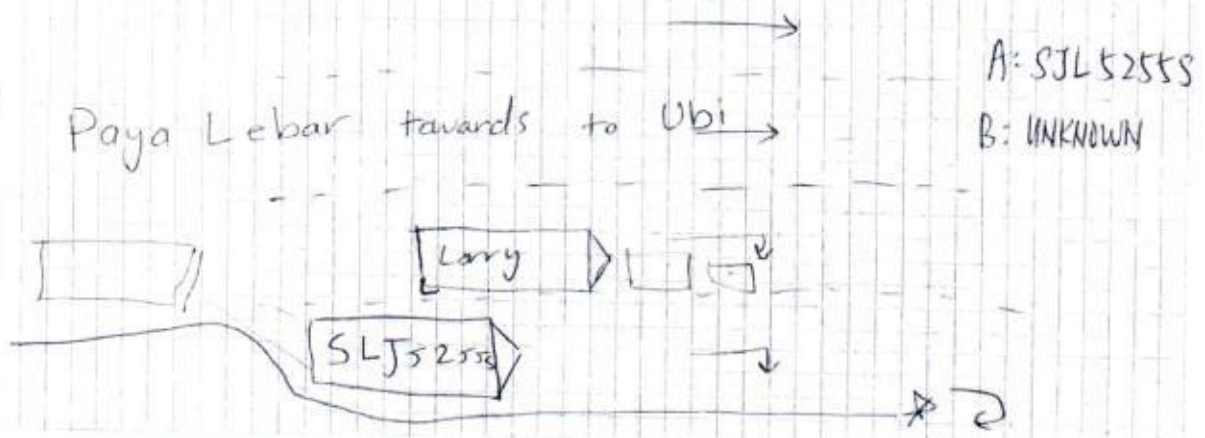 A: SJL5255S
Paya Lebar towards to Ubi
B: UNKNOWN
Lorry
SLJ5255S